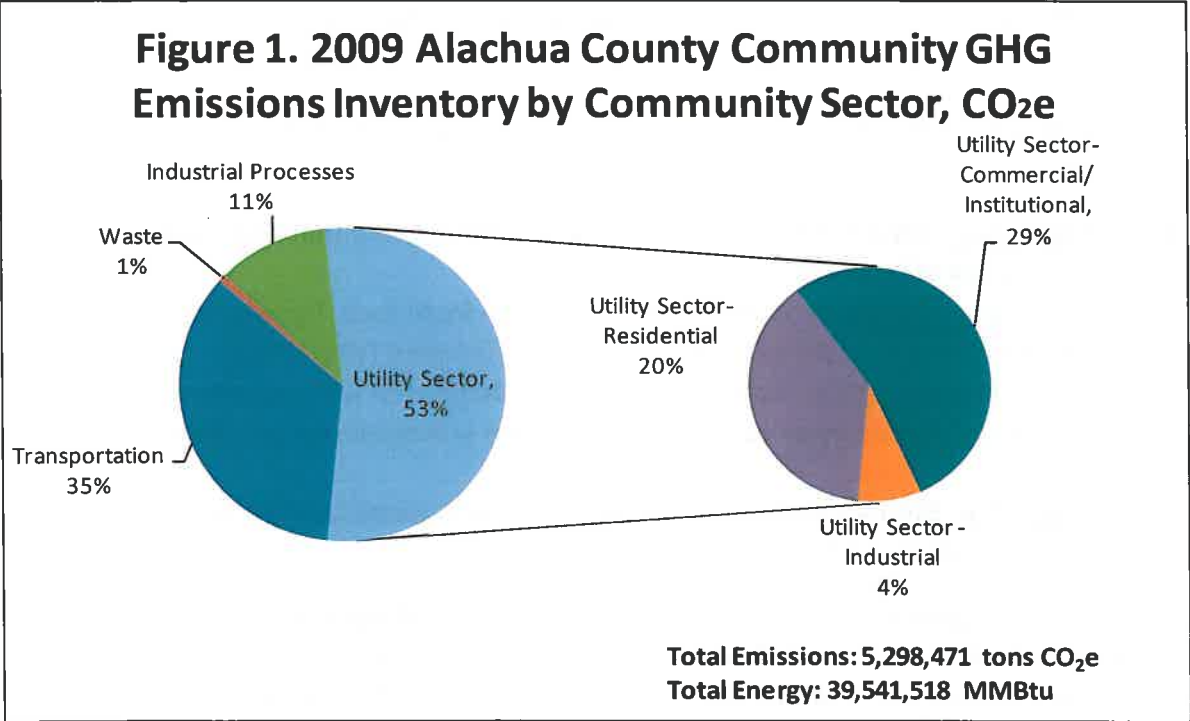 Figure 1. 2009 Alachua County Community GHG
Emissions Inventory by Community Sector, CO2e
Industrial Processes
11%
Waste
1%
Transportation
35%
Utility Sector,
53%
Utility Sector-
Residential
20%
Utility Sector-
Commercial/
Institutional,
29%
Utility Sector -
Industrial
4%
Total Emissions: 5,298,471 tons CO₂e
Total Energy: 39,541,518 MMBtu